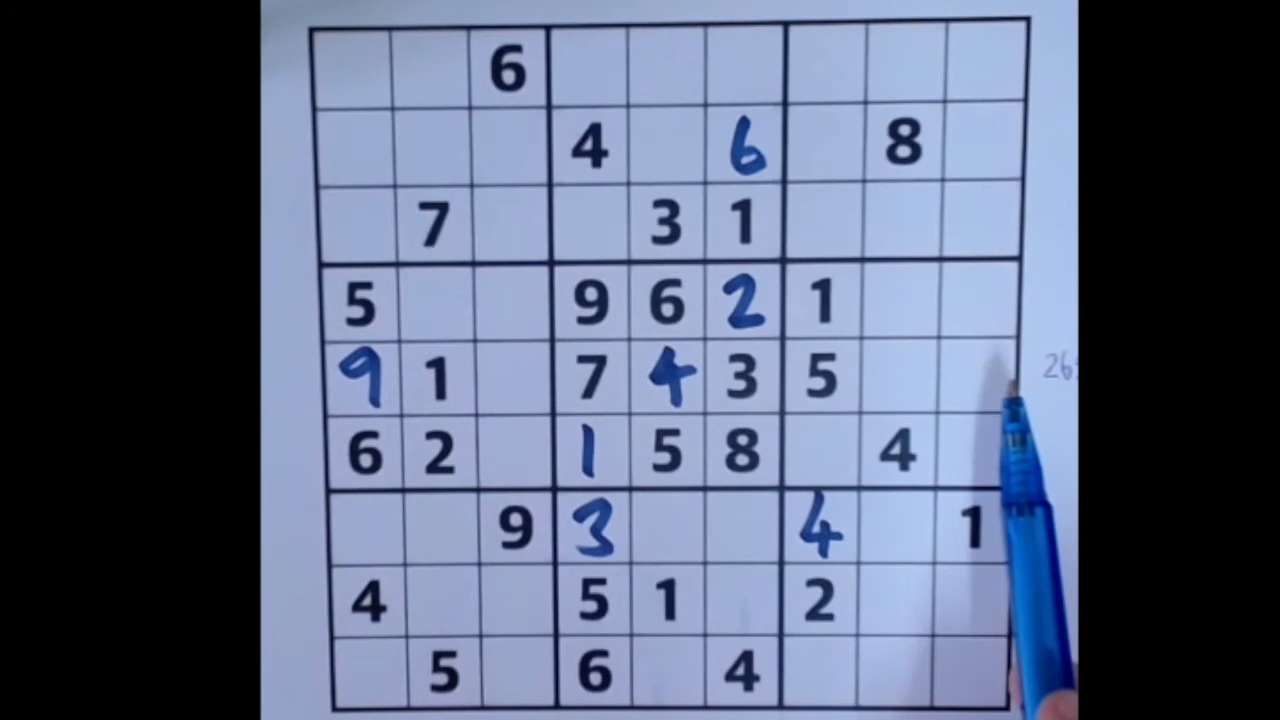 6
4 6 8
7 3 1
5 9 6 2 1
9 1 7 4 3 5
6 2 1 5 8 4
9 3 4 1
4 5 1 2
5 6 4